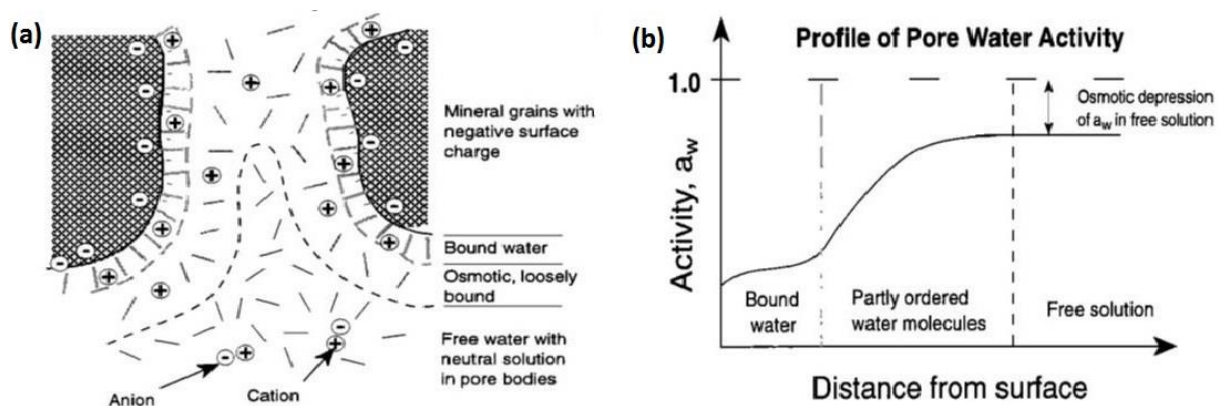 (a)
Mineral grains with
negative surface
charge
Bound water
Osmotic, loosely
bound
Free water with
neutral solution
in pore bodies
Anion
Cation
(b)
Profile of Pore Water Activity
1.0
Osmotic depression
of aw in free solution
Activity, aw
Bound
water
Partly ordered
water molecules
Free solution
Distance from surface